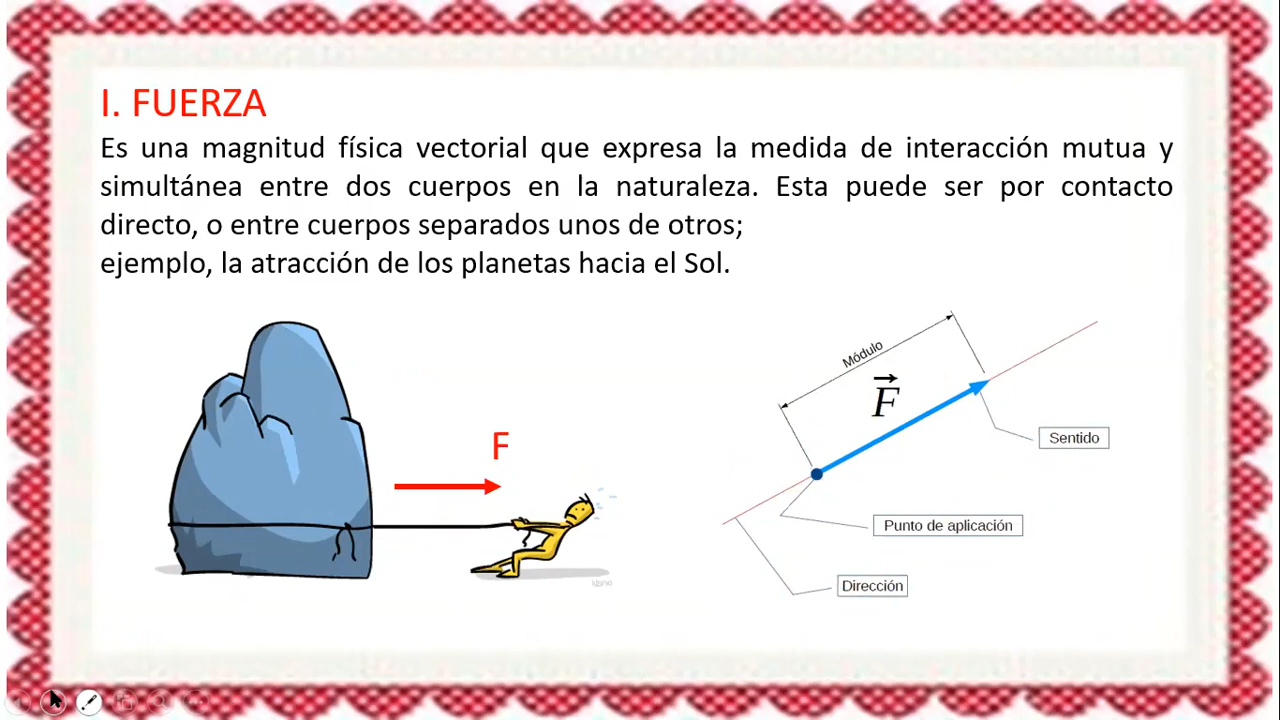 I. FUERZA
Es una magnitud física vectorial que expresa la medida de interacción mutua y
simultánea entre dos cuerpos en la naturaleza. Esta puede ser por contacto
directo, o entre cuerpos separados unos de otros;
ejemplo, la atracción de los planetas hacia el Sol.
F
Módulo
F
Sentido
Punto de aplicación
Dirección